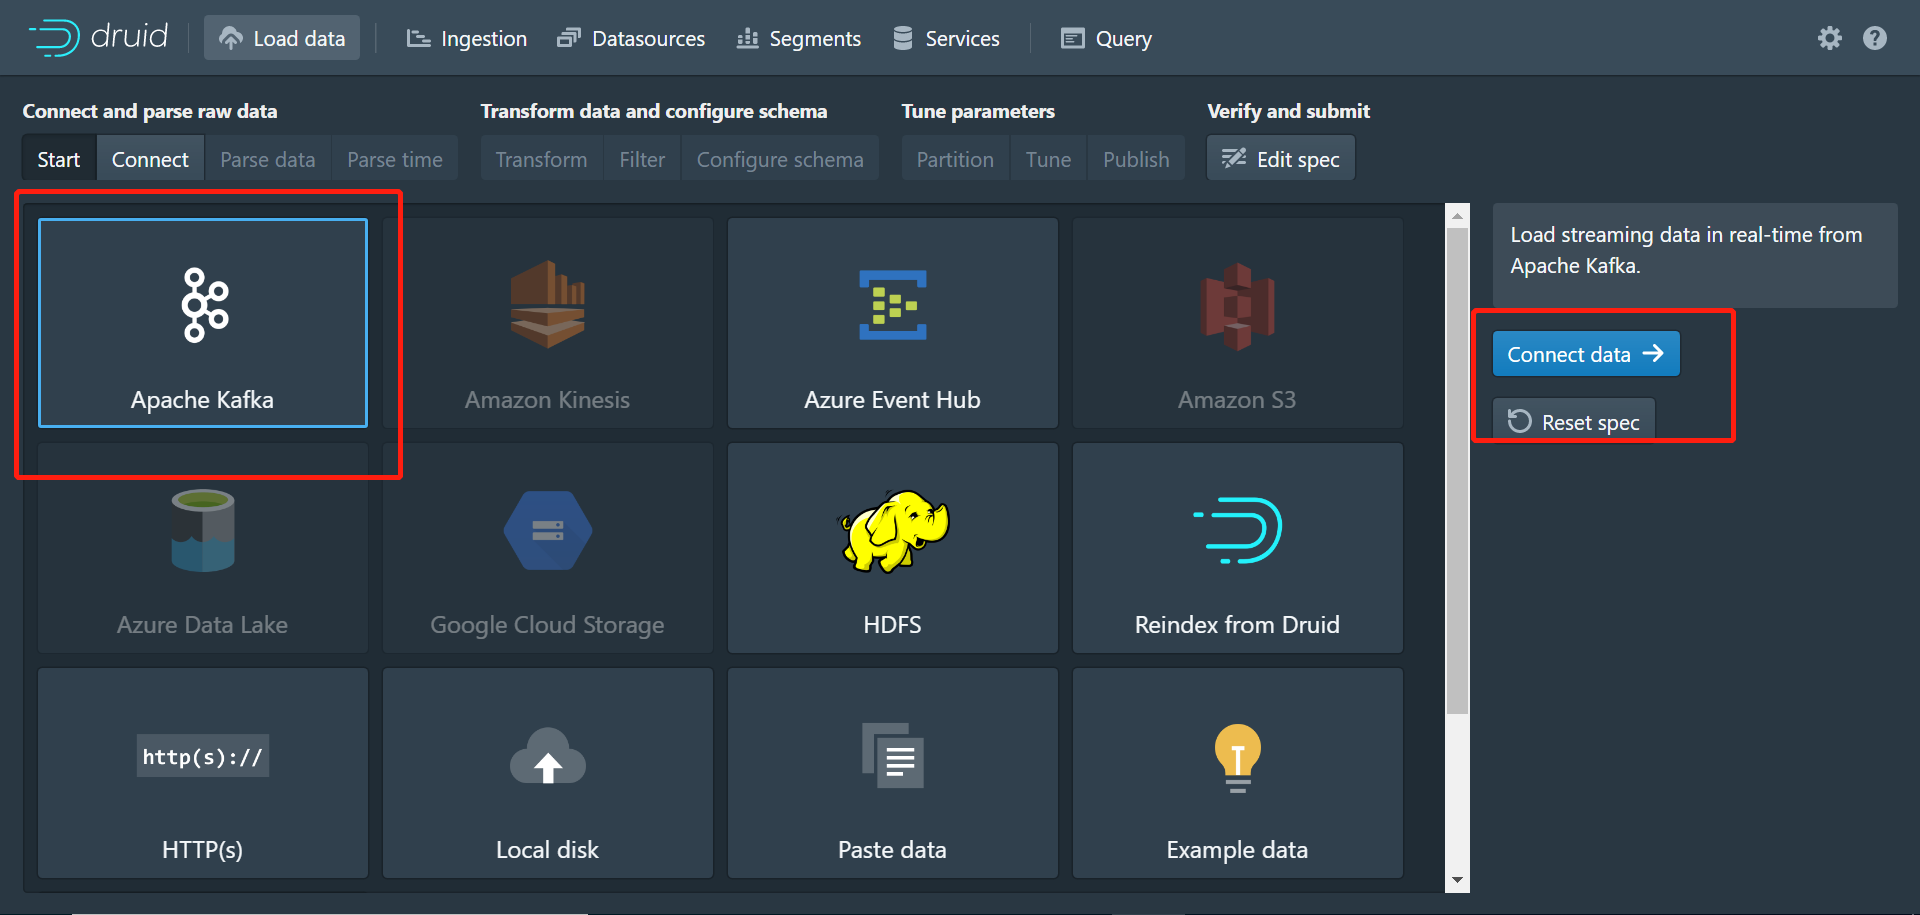 druid
Load data
Ingestion
Datasources
Segments
Services
Query
Connect and parse raw data
Transform data and configure schema
Tune parameters
Verify and submit
Start
Connect
Parse data
Parse time
Transform
Filter
Configure schema
Partition
Tune
Publish
Edit spec
Apache Kafka
Amazon Kinesis
Azure Event Hub
Amazon S3
Load streaming data in real-time from
Apache Kafka.
Connect data
Reset spec
Azure Data Lake
Google Cloud Storage
HDFS
Reindex from Druid
http(s)://
HTTP(s)
Local disk
Paste data
Example data